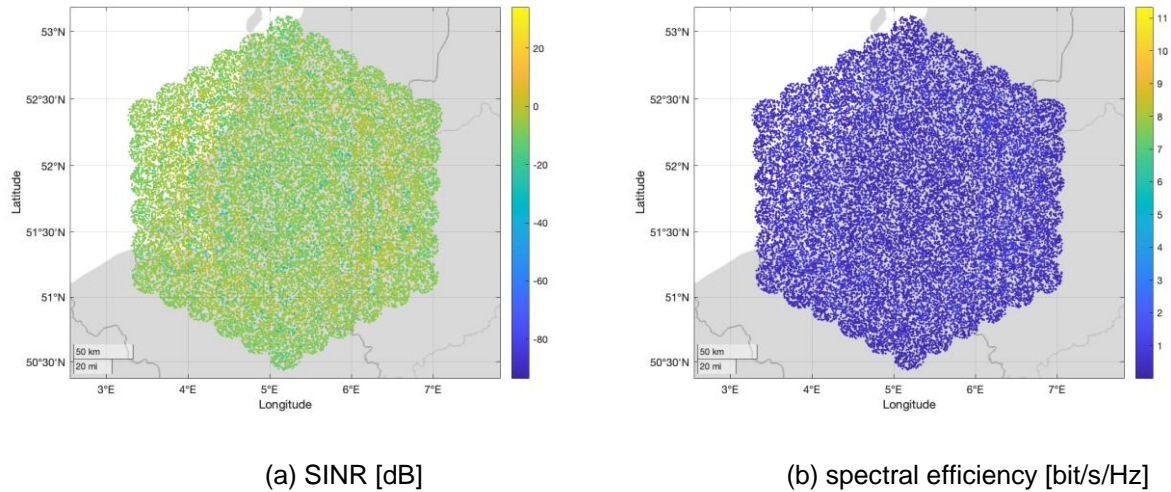 53°N
52°30'N
52°N
51°30'N
51°N
50°30'N
Latitude
50 km
20 mi
3°E 4°E 5°E 6°E 7°E
Longitude
20
0
-20
-40
-60
-80
(a) SINR [dB]
53°N
52°30'N
52°N
51°30'N
51°N
50°30'N
Latitude
50 km
20 mi
3°E 4°E 5°E 6°E 7°E
Longitude
11
10
9
8
7
6
5
4
3
2
1
(b) spectral efficiency [bit/s/Hz]